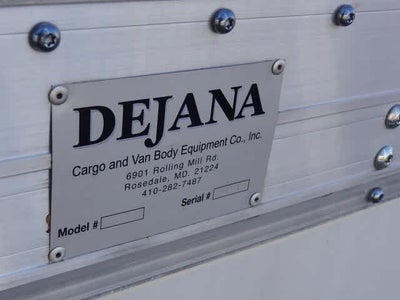 DEJANA
Cargo and Van Body Equipment Co., Inc.
6901 Rolling Mill Rd.
Rosedale, MD. 21224
410-282-7487
Model # Serial #